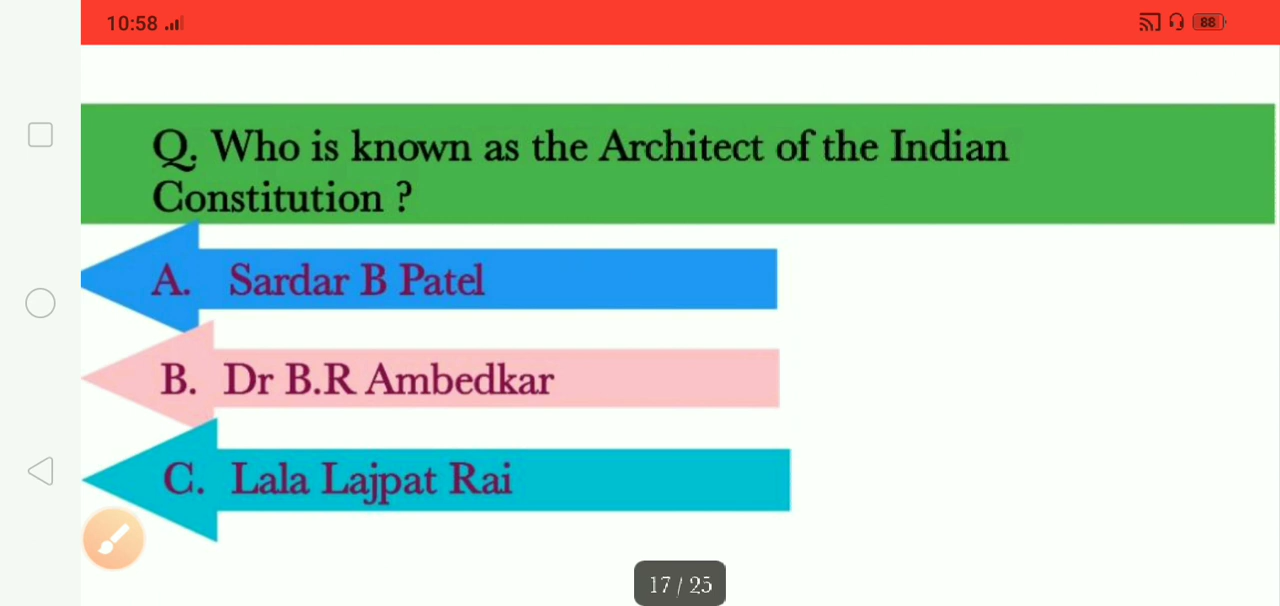 10:58
88
Q. Who is known as the Architect of the Indian
Constitution ?
A. Sardar B Patel
B. Dr B.R Ambedkar
C. Lala Lajpat Rai
17 / 25